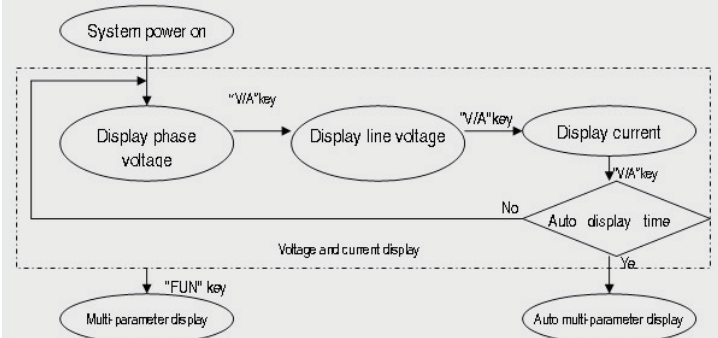 System power on
"V/A"key
Display phase
voltage
Display line voltage
"V/A"key
Display current
"V/A"key
No
Auto display time
Voltage and current display
Ye
"FUN" key
Multi-parameter display
Auto multi-parameter display